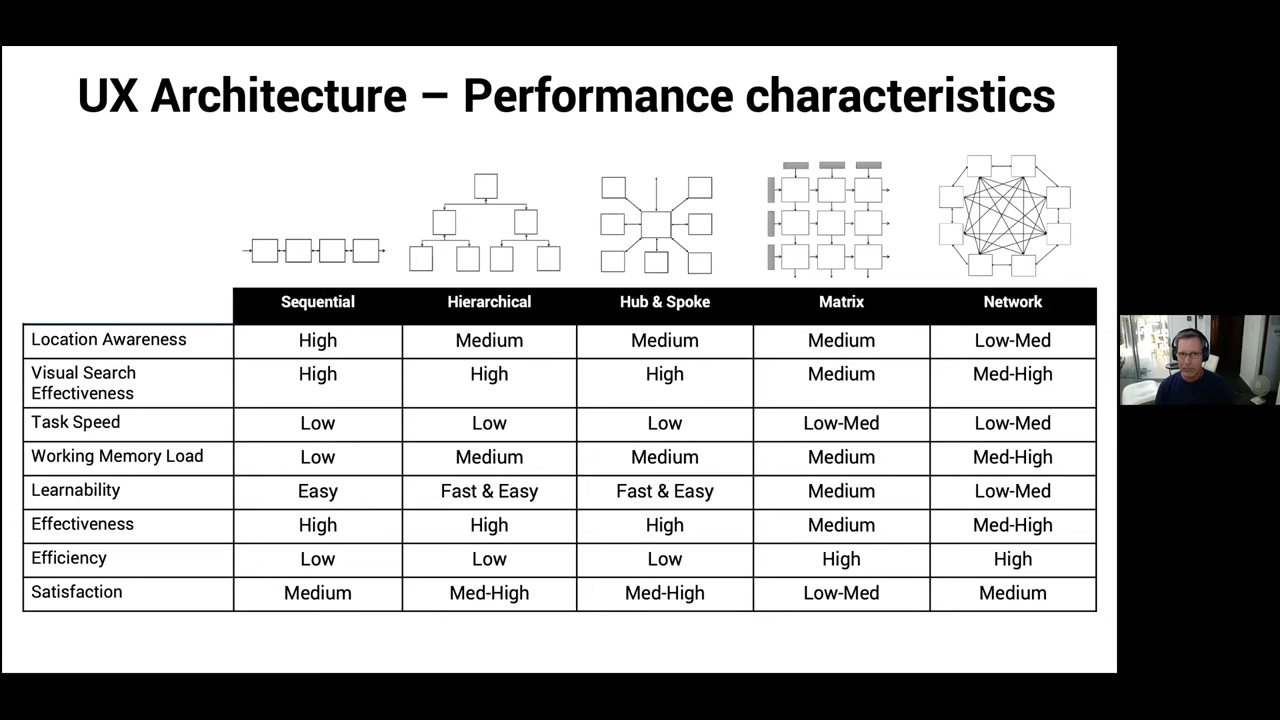 UX Architecture – Performance characteristics
Sequential Hierarchical Hub & Spoke Matrix Network
Location Awareness High Medium Medium Medium Low-Med
Visual Search
Effectiveness High High High Medium Med-High
Task Speed Low Low Low Low-Med Low-Med
Working Memory Load Low Medium Medium Medium Med-High
Learnability Easy Fast & Easy Fast & Easy Medium Low-Med
Effectiveness High High High Medium Med-High
Efficiency Low Low Low High High
Satisfaction Medium Med-High Med-High Low-Med Medium